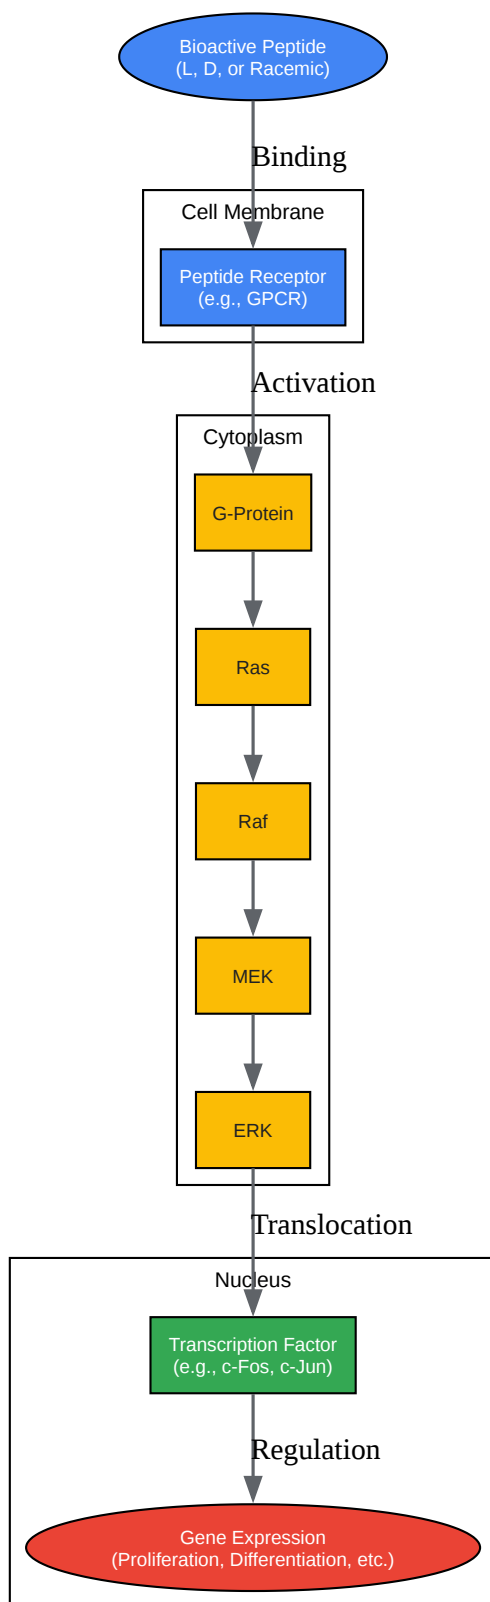 Bioactive Peptide
(L, D, or Racemic)
Binding
Cell Membrane
Peptide Receptor
(e.g., GPCR)
Activation
Cytoplasm
G-Protein
Ras
Raf
MEK
ERK
Translocation
Nucleus
Transcription Factor
(e.g., c-Fos, c-Jun)
Regulation
Gene Expression
(Proliferation, Differentiation, etc.)